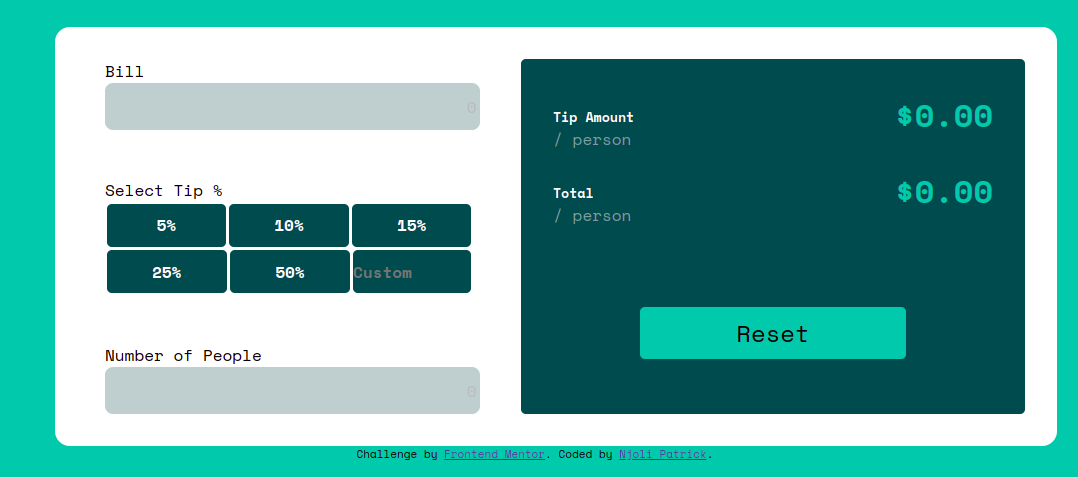 Bill
0
Select Tip %
5% 10% 15%
25% 50% Custom
Number of People
0
Tip Amount $0.00
/ person
Total $0.00
/ person
Reset
Challenge by Frontend Mentor. Coded by Njoli Patrick.